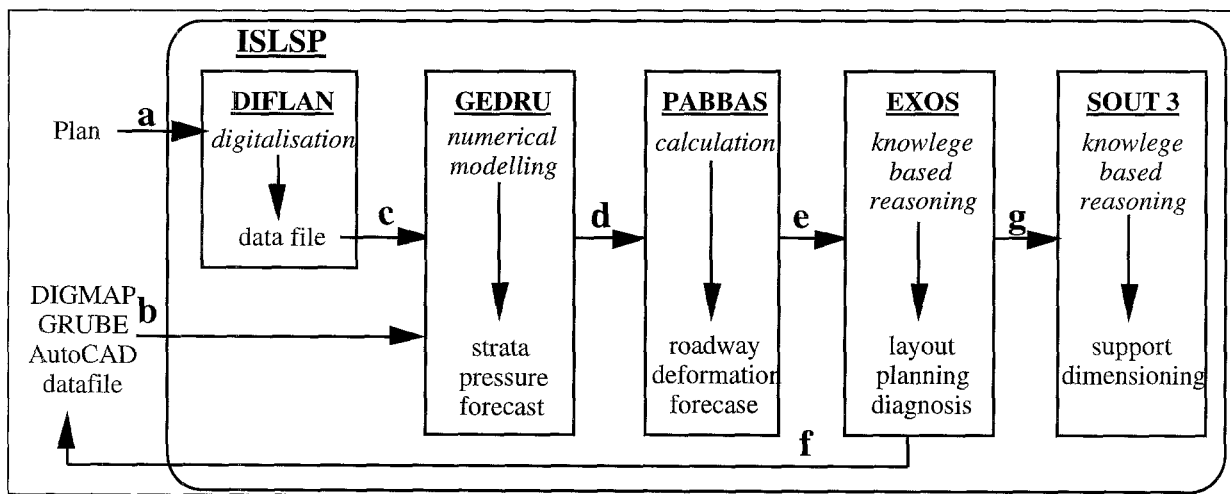 ISLSP
a
Plan
DIFLAN
digitalisation
data file
c
b
DIGMAP
GRUBE
AutoCAD
datafile
GEDRU
numerical
modelling
strata
pressure
forecast
d
PABBAS
calculation
roadway
deformation
forecase
e
EXOS
knowlege
based
reasoning
layout
planning
diagnosis
f
g
SOUT 3
knowlege
based
reasoning
support
dimensioning